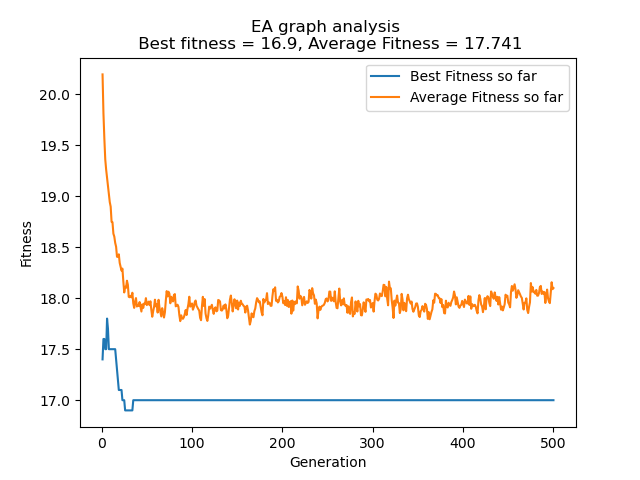 EA graph analysis
Best fitness = 16.9, Average Fitness = 17.741
Best Fitness so far
Average Fitness so far
20.0
19.5
19.0
18.5
18.0
17.5
17.0
Fitness
0 100 200 300 400 500
Generation